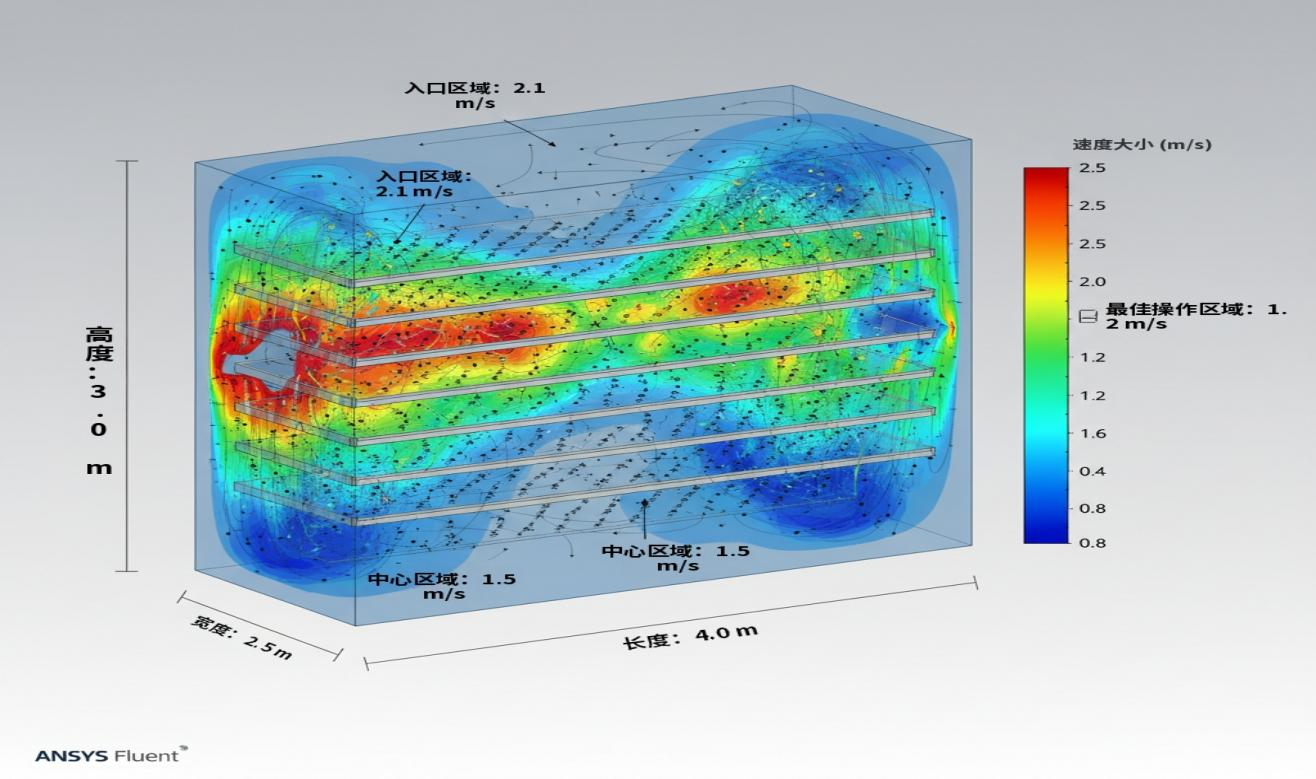 入口区域：2.1
m/s
入口区域：
2.1 m/s
速度大小 (m/s)
2.5
2.5
2.5
2.0
最佳操作区域：1.
2 m/s
1.2
1.2
1.6
0.4
0.8
0.8
高度：3.0 m
中心区域：1.5
m/s
中心区域：1.5
m/s
宽度：2.5 m
长度：4.0 m
ANSYS Fluent